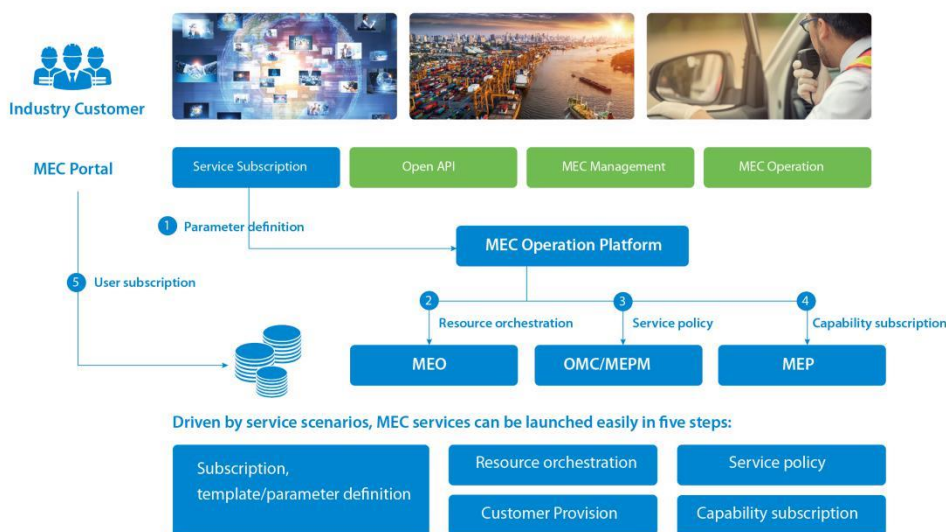 Industry Customer
MEC Portal
Service Subscription
Open API
MEC Management
MEC Operation
1 Parameter definition
MEC Operation Platform
5 User subscription
2
3
4
Resource orchestration
Service policy
Capability subscription
MEO
OMC/MEPM
MEP
Driven by service scenarios, MEC services can be launched easily in five steps:
Subscription,
template/parameter definition
Resource orchestration
Service policy
Customer Provision
Capability subscription